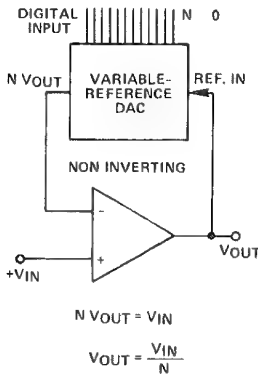 DIGITAL INPUT N 0
N VOUT VARIABLE-REFERENCE DAC REF. IN
NON INVERTING
-
+
+VIN
VOUT
N VOUT = VIN
VOUT = VIN/N